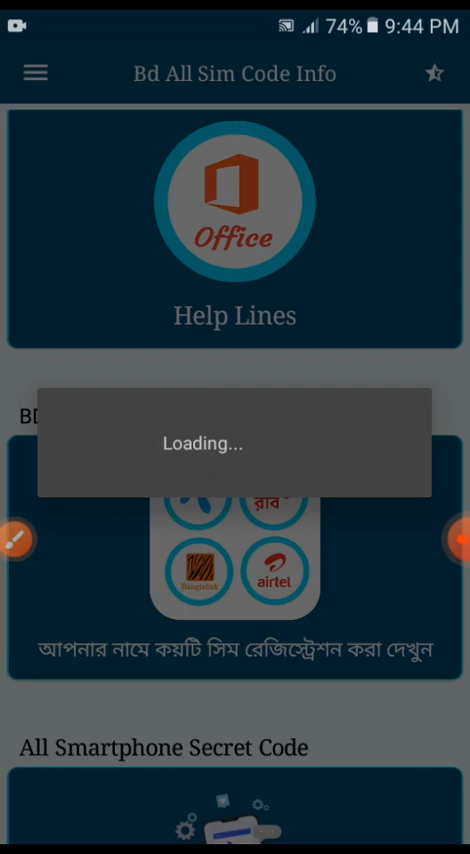 74% 9:44 PM
Bd All Sim Code Info
Office
Help Lines
BD
Loading...
রবি
Banglalink
airtel
আপনার নামে কয়টি সিম রেজিস্ট্রেশন করা দেখুন
All Smartphone Secret Code